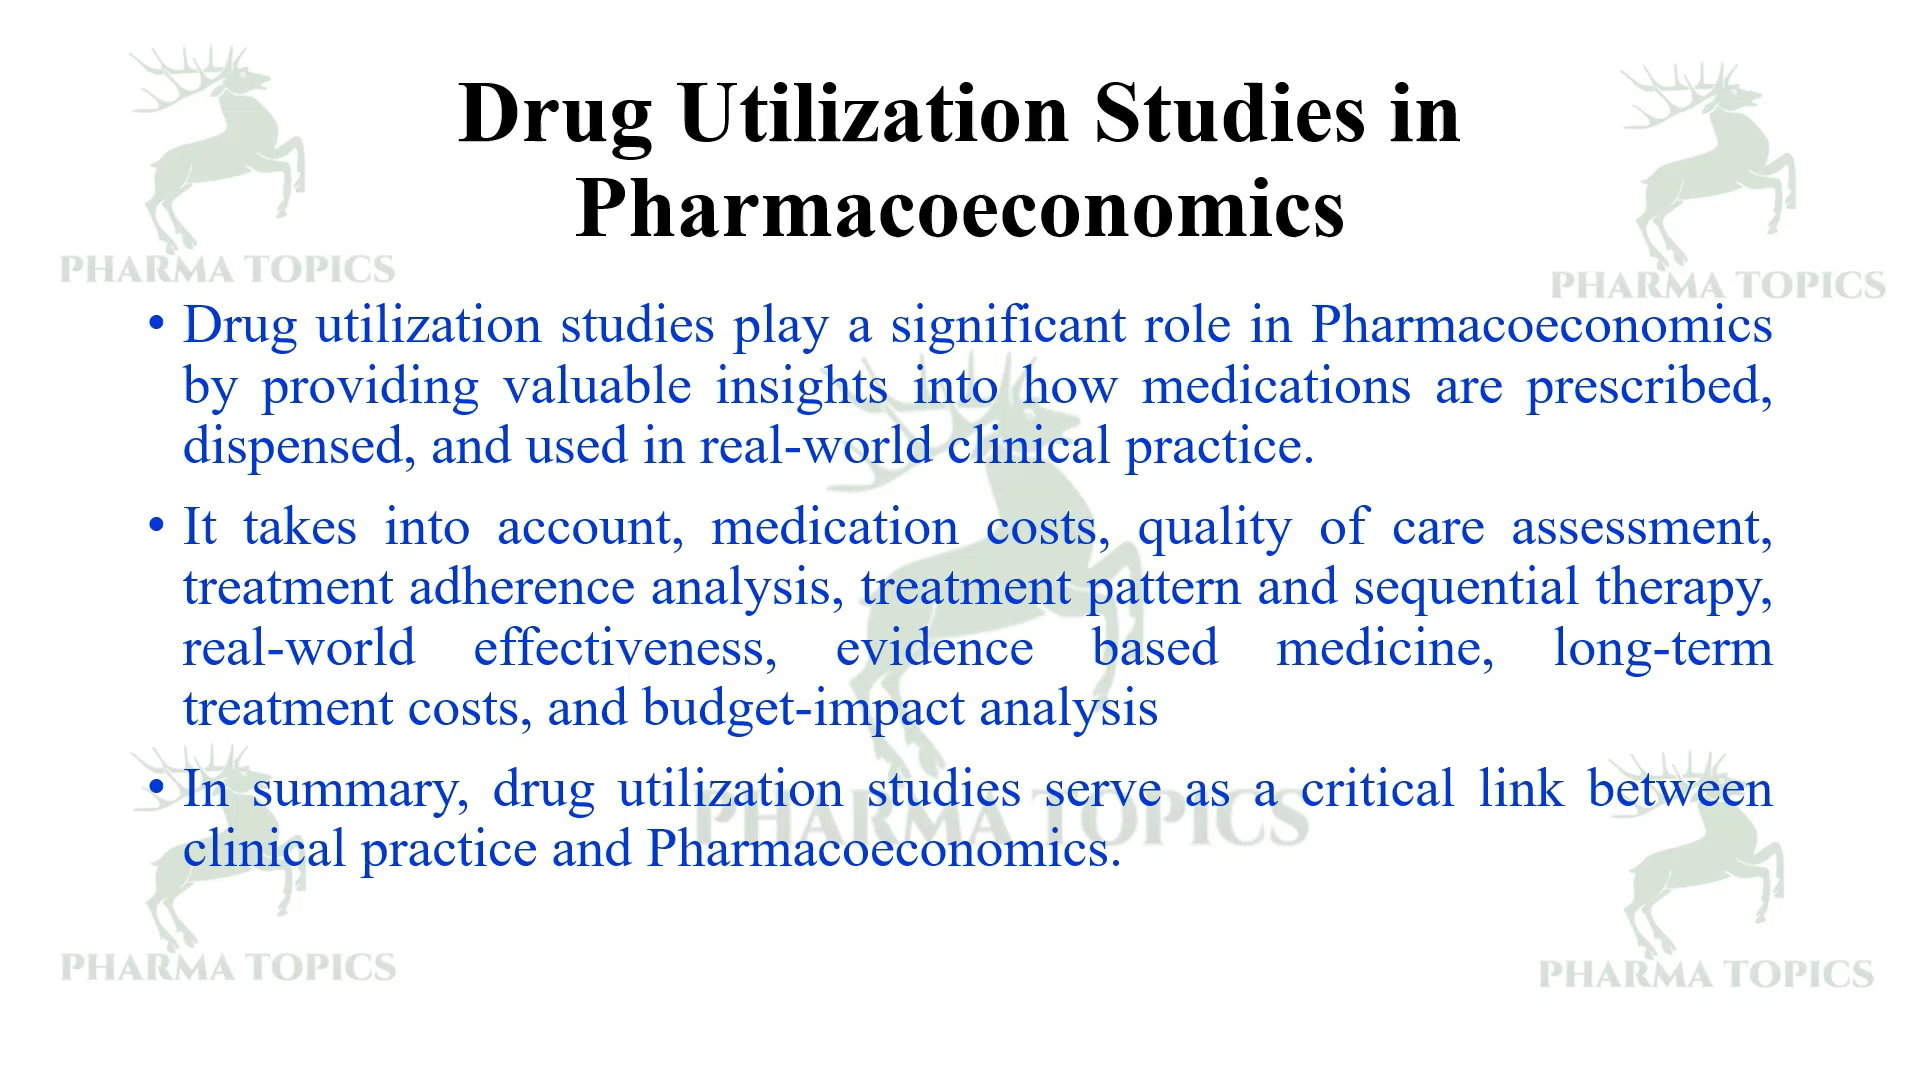 Drug Utilization Studies in
Pharmacoeconomics
PHARMA TOPICS
PHARMA TOPICS
• Drug utilization studies play a significant role in Pharmacoeconomics
by providing valuable insights into how medications are prescribed,
dispensed, and used in real-world clinical practice.
• It takes into account, medication costs, quality of care assessment,
treatment adherence analysis, treatment pattern and sequential therapy,
real-world effectiveness, evidence based medicine, long-term
treatment costs, and budget-impact analysis
• In summary, drug utilization studies serve as a critical link between
PHARMA TOPICS
clinical practice and Pharmacoeconomics.
PHARMA TOPICS
PHARMA TOPICS